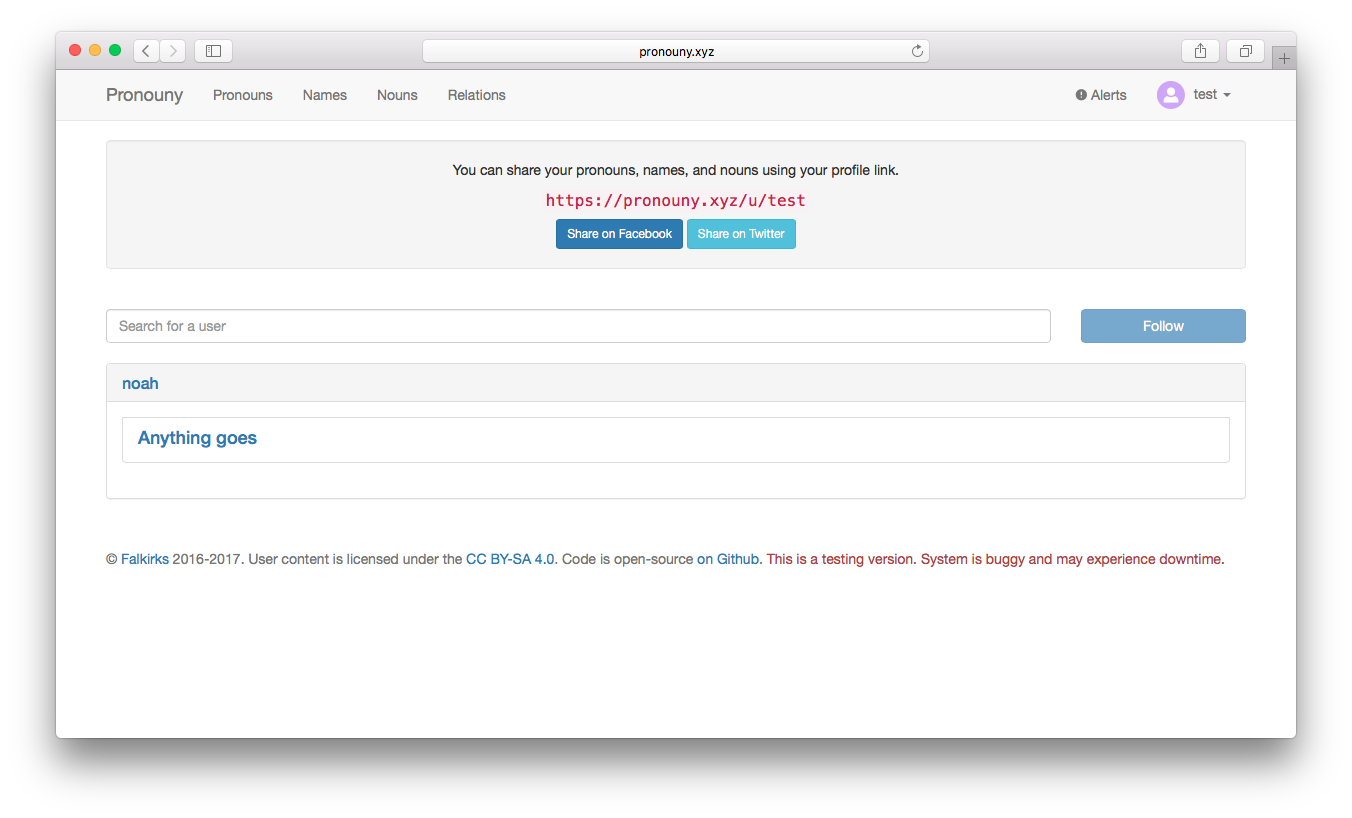 pronouny.xyz
Pronouny Pronouns Names Nouns Relations Alerts test
You can share your pronouns, names, and nouns using your profile link.
https://pronouny.xyz/u/test
Share on Facebook Share on Twitter
Search for a user Follow
noah
Anything goes
© Falkirks 2016-2017. User content is licensed under the CC BY-SA 4.0. Code is open-source on Github. This is a testing version. System is buggy and may experience downtime.